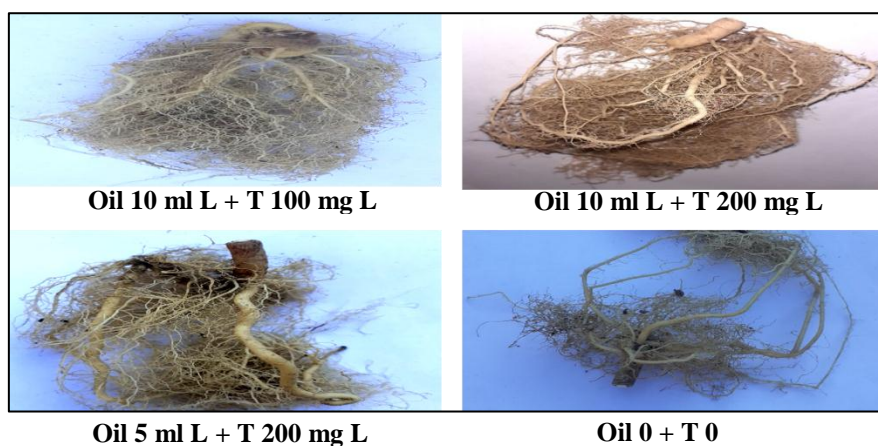 Oil 10 ml L + T 100 mg L
Oil 10 ml L + T 200 mg L
Oil 5 ml L + T 200 mg L
Oil 0 + T 0